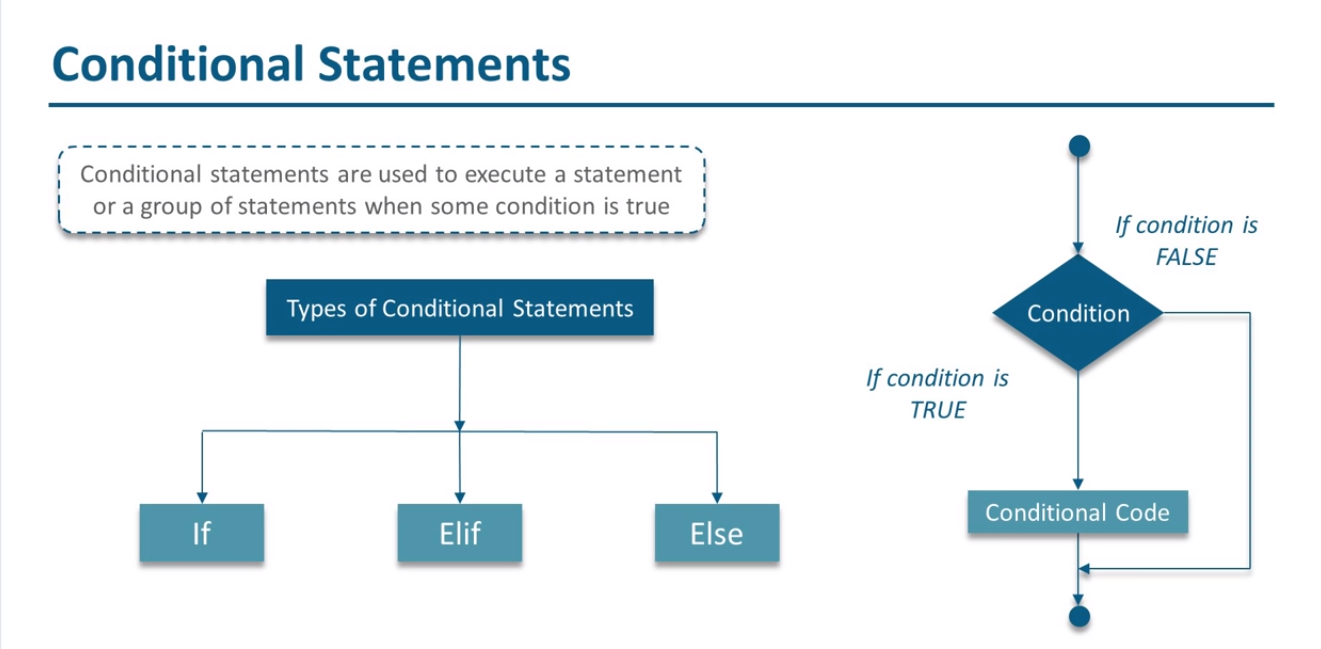 Conditional Statements
Conditional statements are used to execute a statement
or a group of statements when some condition is true
Types of Conditional Statements
If
Elif
Else
If condition is
FALSE
Condition
If condition is
TRUE
Conditional Code